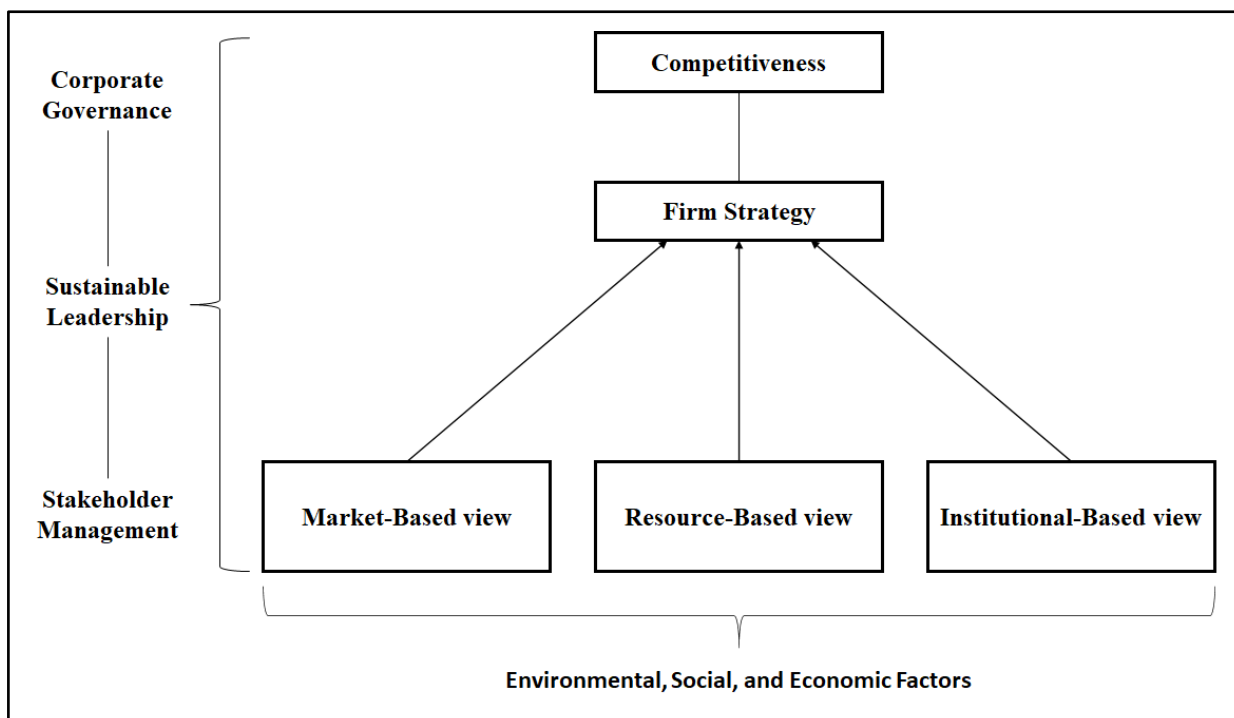 Competitiveness
Corporate
Governance
Firm Strategy
Sustainable
Leadership
Stakeholder
Management
Market-Based view
Resource-Based view
Institutional-Based view
Environmental, Social, and Economic Factors